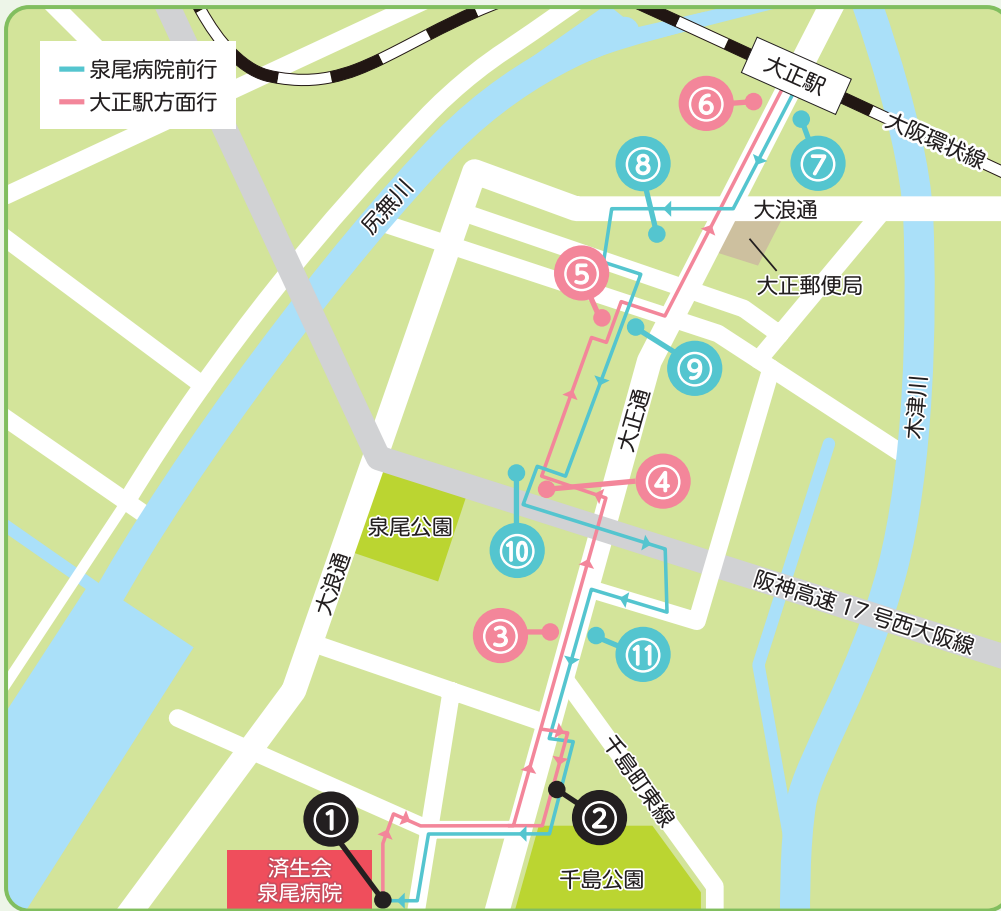 泉尾病院前行
大正駅方面行
大正駅
大阪環状線
⑥
⑦
⑧
尻無川
大浪通
⑤
大正郵便局
⑨
大正通
木津川
④
泉尾公園
⑩
大浪通
阪神高速 17 号西大阪線
③
⑪
千島町東線
①
②
済生会
泉尾病院
千島公園